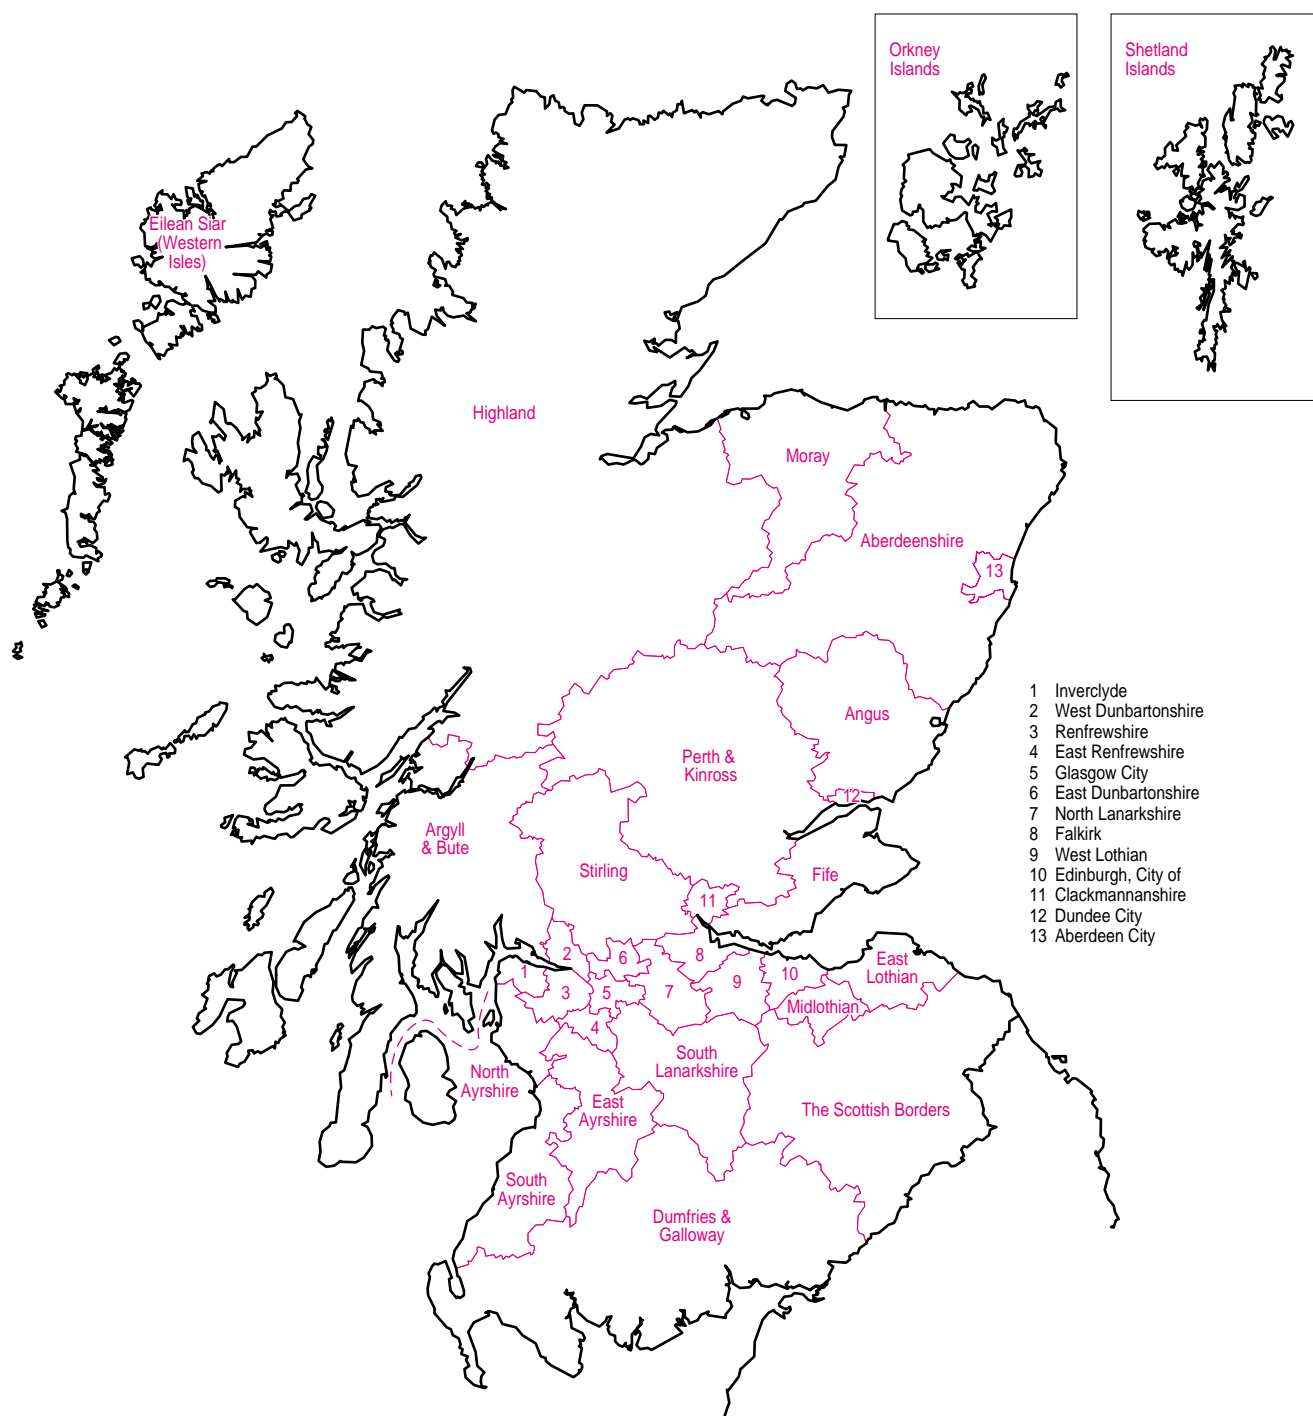 Orkney
Islands
Shetland
Islands
Eilean Siar
(Western
Isles)
Highland
Moray
Aberdeenshire
13
Angus
Perth &
Kinross
12
Argyll
& Bute
Stirling
Fife
11
1
2
3
4
5
6
7
8
9
10
East
Lothian
Midlothian
North
Ayrshire
South
Lanarkshire
East
Ayrshire
The Scottish Borders
South
Ayrshire
Dumfries &
Galloway
1 Inverclyde
2 West Dunbartonshire
3 Renfrewshire
4 East Renfrewshire
5 Glasgow City
6 East Dunbartonshire
7 North Lanarkshire
8 Falkirk
9 West Lothian
10 Edinburgh, City of
11 Clackmannanshire
12 Dundee City
13 Aberdeen City